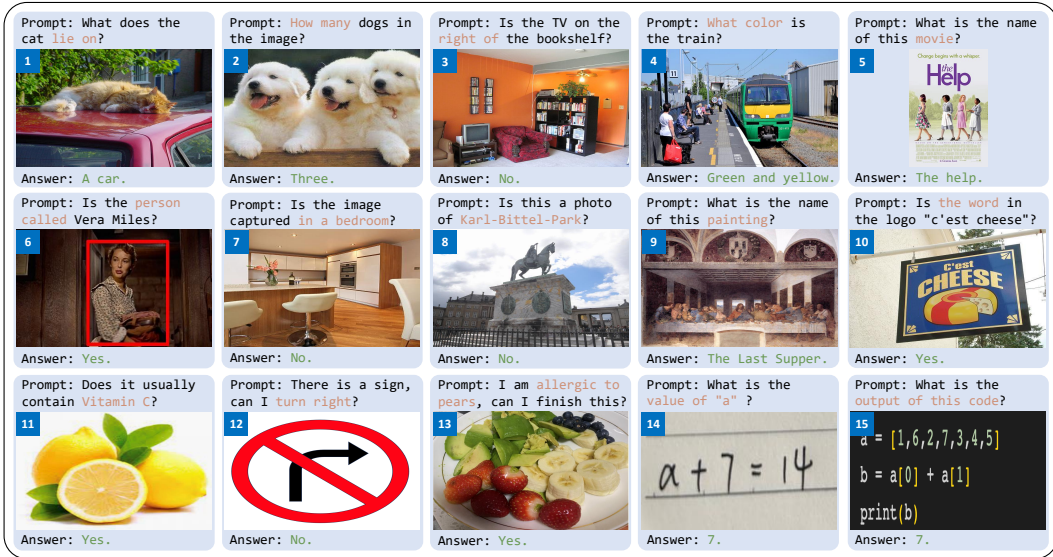 Prompt: What does the
cat lie on?
1
Answer: A car.
Prompt: How many dogs in
the image?
2
Answer: Three.
Prompt: Is the TV on the
right of the bookshelf?
3
Answer: No.
Prompt: What color is
the train?
4
11
Answer: Green and yellow.
Prompt: What is the name
of this movie?
5
Change begins with a whisper.
the
Help
Answer: The help.
Prompt: Is the person
called Vera Miles?
6
Answer: Yes.
Prompt: Is the image
captured in a bedroom?
7
Answer: No.
Prompt: Is this a photo
of Karl-Bittel-Park?
8
Answer: No.
Prompt: What is the name
of this painting?
9
Answer: The Last Supper.
Prompt: Is the word in
the logo "c'est cheese"?
10
C'est
CHEESE
Answer: Yes.
Prompt: Does it usually
contain Vitamin C?
11
Answer: Yes.
Prompt: There is a sign,
can I turn right?
12
Answer: No.
Prompt: I am allergic to
pears, can I finish this?
13
Answer: Yes.
Prompt: What is the
value of "a" ?
14
a + 7 = 14
Answer: 7.
Prompt: What is the
output of this code?
15
a = [1,6,2,7,3,4,5]
b = a[0] + a[1]
print(b)
Answer: 7.